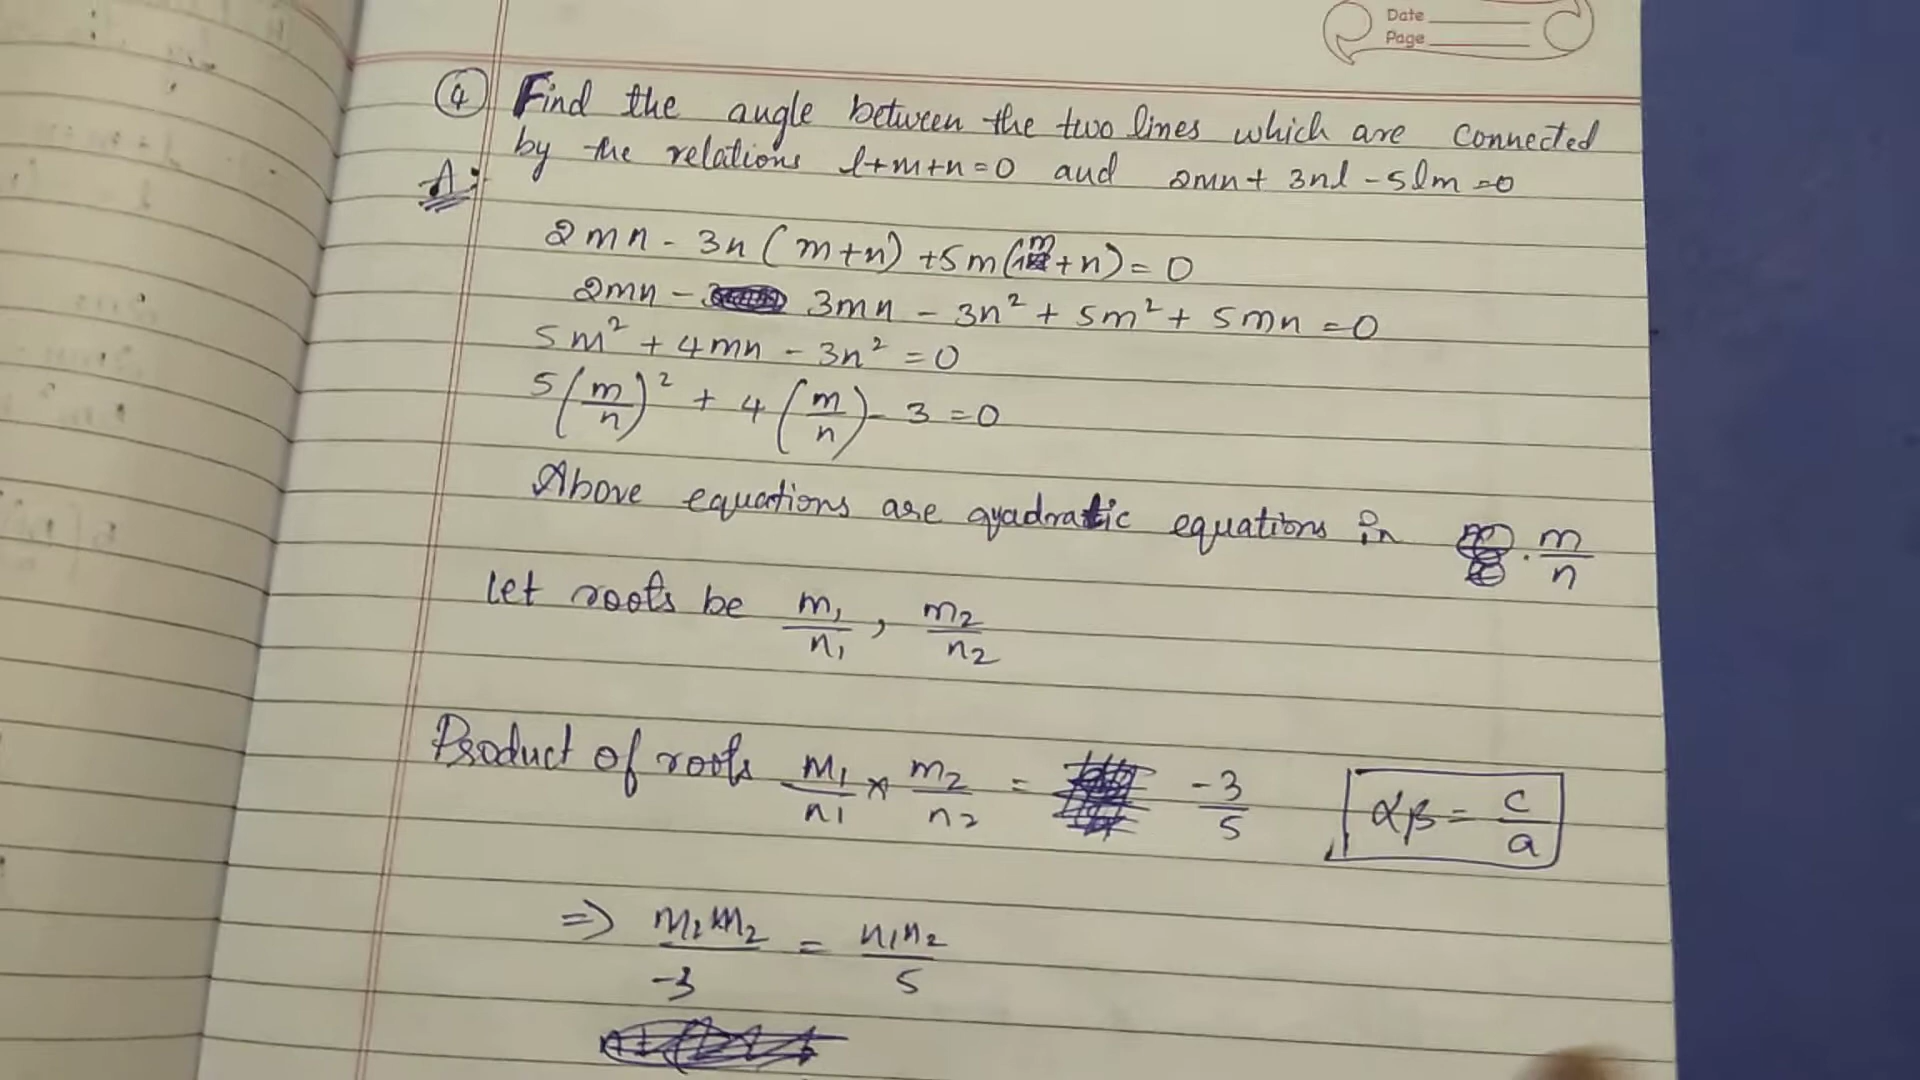 Date
Page
④ Find the angle between the two lines which are connected
by the relations l+m+n=0 and 2mn+ 3nl -5lm =0
A:
2mn - 3n (m+n) +5m(m+n) = 0
2mn - 3mn - 3n² + 5m² + 5mn =0
5m² + 4mn - 3n² = 0
5(m/n)² + 4(m/n) - 3 =0
Above equations are quadratic equations in m/n
Let roots be m₁/n₁ , m₂/n₂
Product of roots m₁/n₁ × m₂/n₂ = -3/5 αβ = c/a
=> m₁m₂/-3 = n₁n₂/5